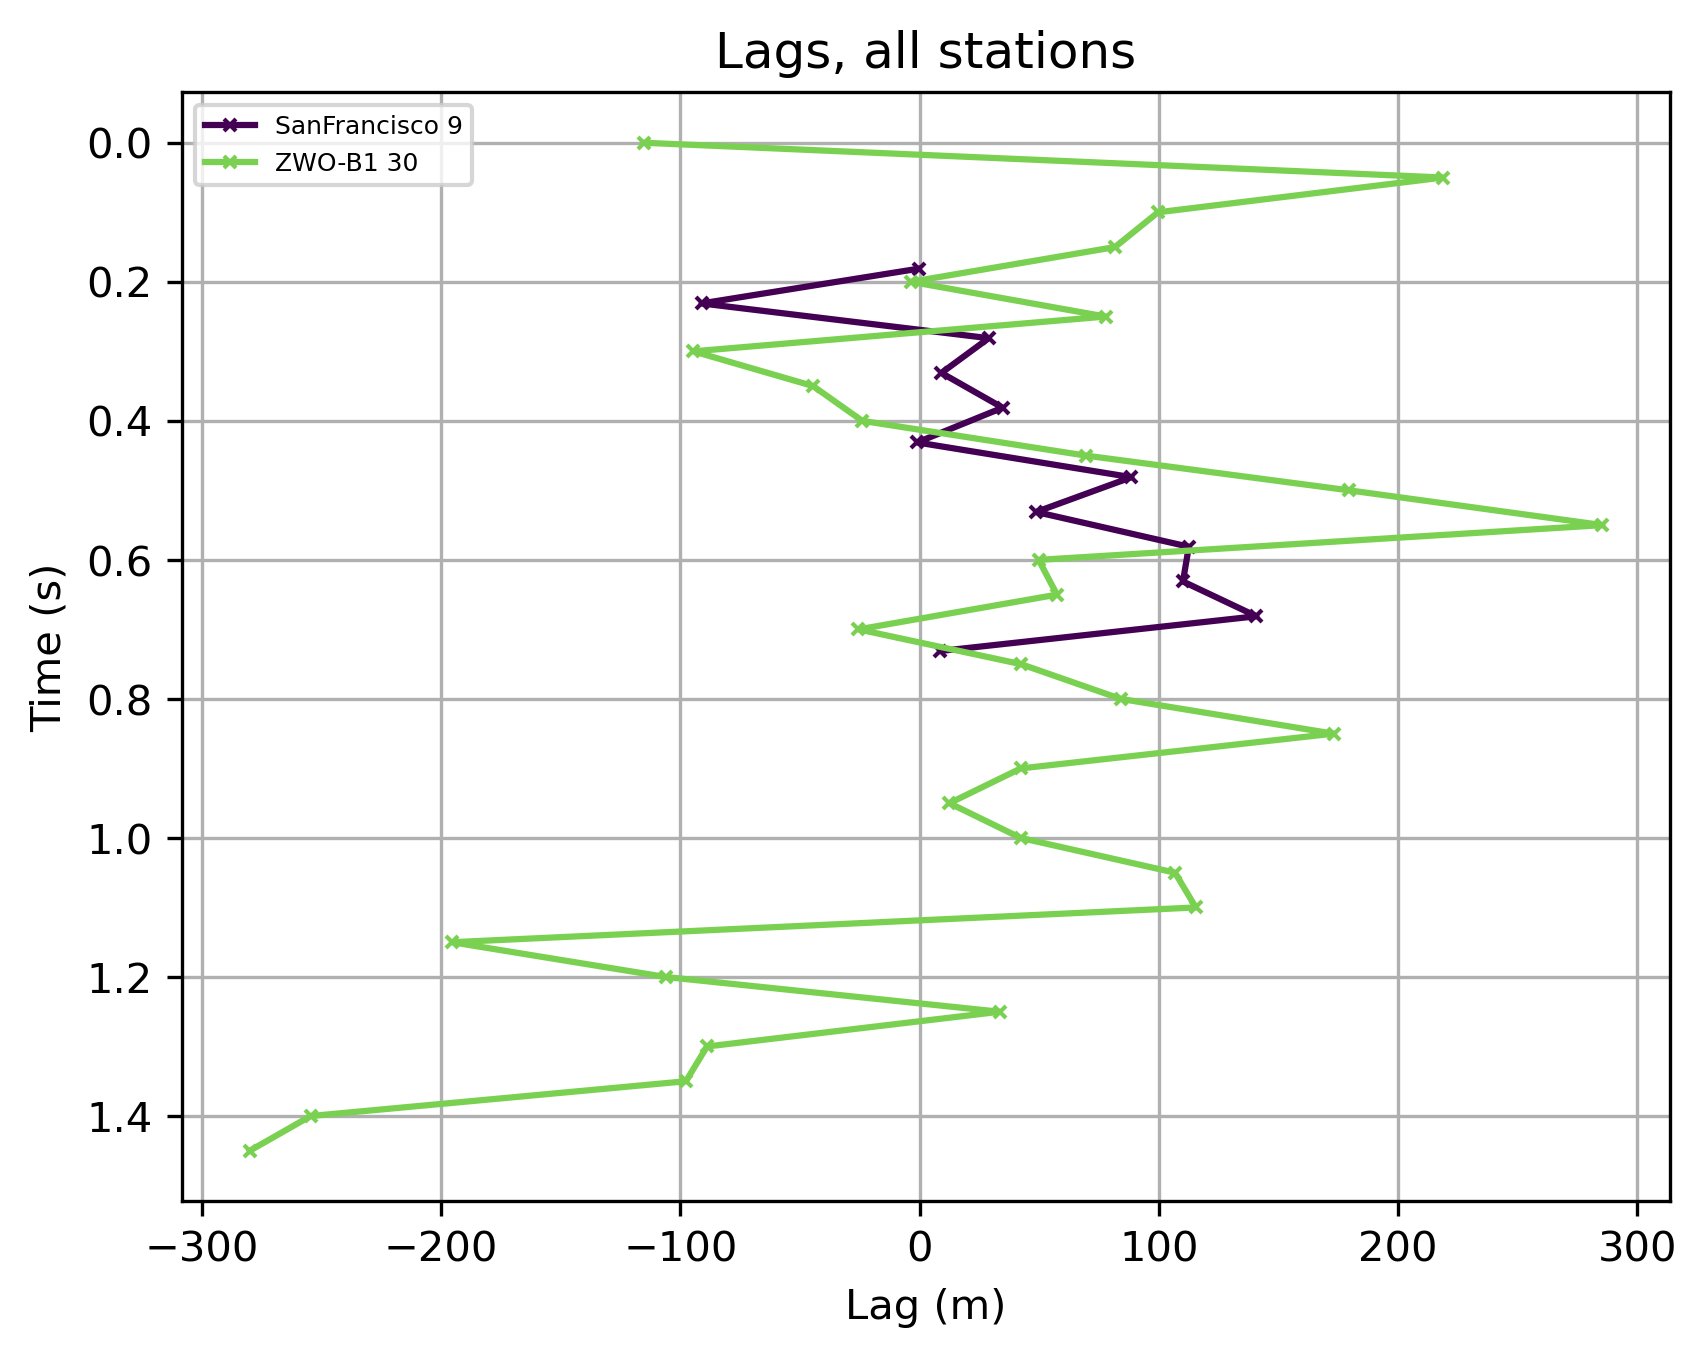 Lags, all stations
SanFrancisco 9
ZWO-B1 30
0.0
0.2
0.4
0.6
0.8
1.0
1.2
1.4
Time (s)
−300 −200 −100 0 100 200 300
Lag (m)